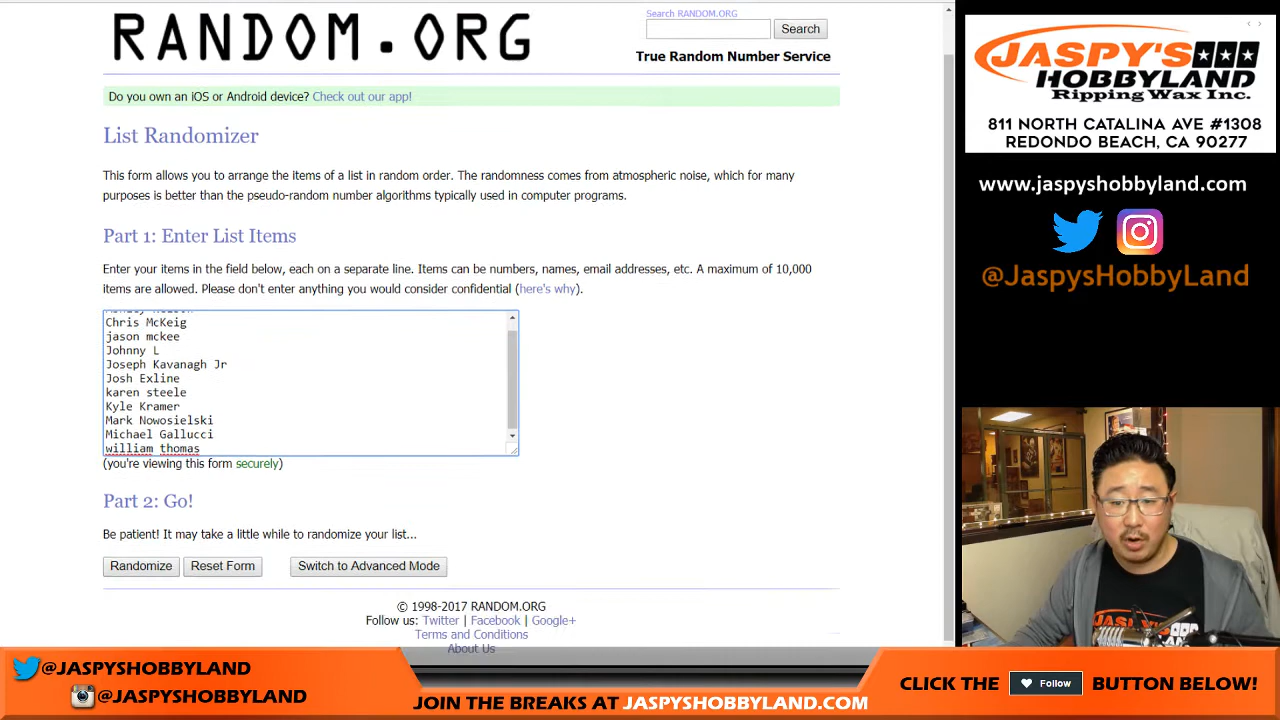 RANDOM.ORG
Search RANDOM.ORG
Search
True Random Number Service
Do you own an iOS or Android device? Check out our app!
List Randomizer
This form allows you to arrange the items of a list in random order. The randomness comes from atmospheric noise, which for many
purposes is better than the pseudo-random number algorithms typically used in computer programs.
Part 1: Enter List Items
Enter your items in the field below, each on a separate line. Items can be numbers, names, email addresses, etc. A maximum of 10,000
items are allowed. Please don't enter anything you would consider confidential (here's why).
Chris McKeig
jason mckee
Johnny L
Joseph Kavanagh Jr
Josh Exline
karen steele
Kyle Kramer
Mark Nowosielski
Michael Gallucci
william thomas
(you're viewing this form securely)
Part 2: Go!
Be patient! It may take a little while to randomize your list...
Randomize
Reset Form
Switch to Advanced Mode
© 1998-2017 RANDOM.ORG
Follow us: Twitter | Facebook | Google+
Terms and Conditions
About Us
JASPY'S
HOBBYLAND
Ripping Wax Inc.
811 NORTH CATALINA AVE #1308
REDONDO BEACH, CA 90277
www.jaspyshobbyland.com
@JaspysHobbyLand
JASPY'S
@JASPYSHOBBYLAND
@JASPYSHOBBYLAND
JOIN THE BREAKS AT JASPYSHOBBYLAND.COM
CLICK THE
Follow
BUTTON BELOW!